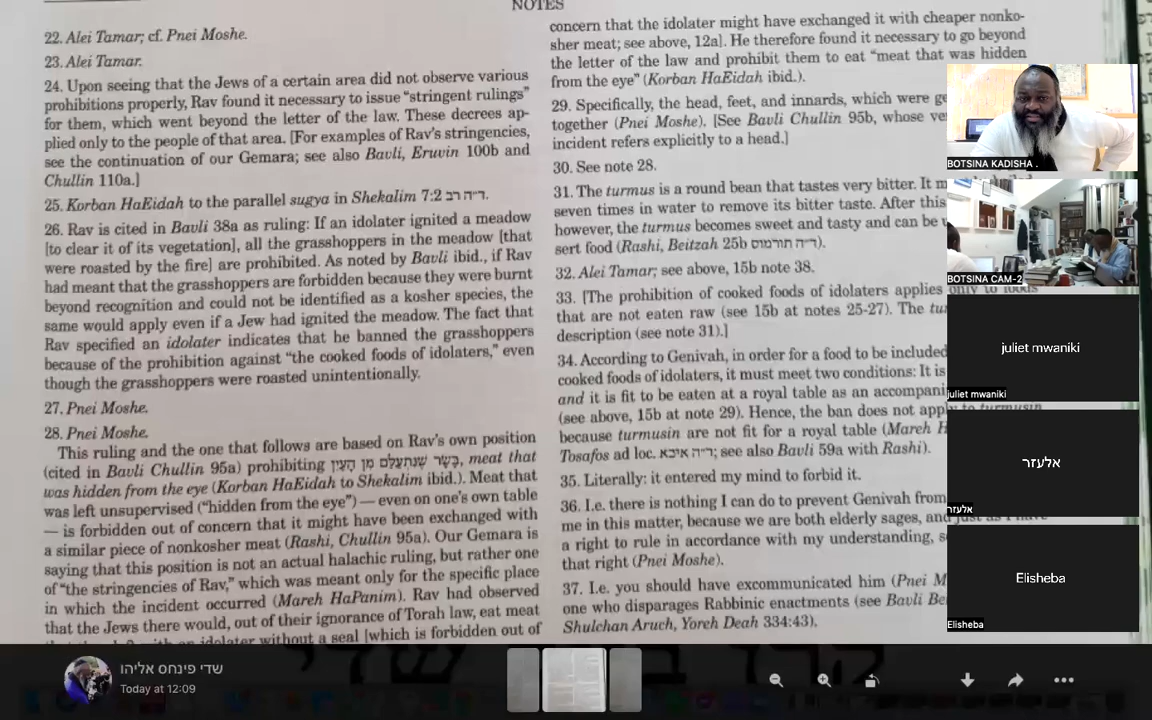 NOTES
22. Alei Tamar; cf. Pnei Moshe.
23. Alei Tamar.
24. Upon seeing that the Jews of a certain area did not observe various
prohibitions properly, Rav found it necessary to issue “stringent rulings”
for them, which went beyond the letter of the law. These decrees ap-
plied only to the people of that area. [For examples of Rav’s stringencies,
see the continuation of our Gemara; see also Bavli, Eruvin 100b and
Chullin 110a.]
25. Korban HaEidah to the parallel sugya in Shekalim 7:2 ד״ה רב.
26. Rav is cited in Bavli 38a as ruling: If an idolater ignited a meadow
[to clear it of its vegetation], all the grasshoppers in the meadow [that
were roasted by the fire] are prohibited. As noted by Bavli ibid., if Rav
had meant that the grasshoppers are forbidden because they were burnt
beyond recognition and could not be identified as a kosher species, the
same would apply even if a Jew had ignited the meadow. The fact that
Rav specified an idolater indicates that he banned the grasshoppers
because of the prohibition against “the cooked foods of idolaters,” even
though the grasshoppers were roasted unintentionally.
27. Pnei Moshe.
28. Pnei Moshe.
This ruling and the one that follows are based on Rav’s own position
(cited in Bavli Chullin 95a) prohibiting בָּשָׂר שֶׁנִּתְעַלֵּם מִן הָעַיִן, meat that
was hidden from the eye (Korban HaEidah to Shekalim ibid.). Meat that
was left unsupervised (“hidden from the eye”) — even on one’s own table
— is forbidden out of concern that it might have been exchanged with
a similar piece of nonkosher meat (Rashi, Chullin 95a). Our Gemara is
saying that this position is not an actual halachic ruling, but rather one
of “the stringencies of Rav,” which was meant only for the specific place
in which the incident occurred (Mareh HaPanim). Rav had observed
that the Jews there would, out of their ignorance of Torah law, eat meat
with an idolater without a seal [which is forbidden out of
concern that the idolater might have exchanged it with cheaper nonko-
sher meat; see above, 12a]. He therefore found it necessary to go beyond
the letter of the law and prohibit them to eat “meat that was hidden
from the eye” (Korban HaEidah ibid.).
29. Specifically, the head, feet, and innards, which were
together (Pnei Moshe). [See Bavli Chullin 95b, whose
incident refers explicitly to a head.]
30. See note 28.
31. The turmus is a round bean that tastes very bitter. It
seven times in water to remove its bitter taste. After this
however, the turmus becomes sweet and tasty and can be
sert food (Rashi, Beitzah 25b ד״ה תורמוס).
32. Alei Tamar; see above, 15b note 38.
33. [The prohibition of cooked foods of idolaters applies only to foods
that are not eaten raw (see 15b at notes 25-27). The
description (see note 31).]
34. According to Genivah, in order for a food to be included
cooked foods of idolaters, it must meet two conditions: It is
and it is fit to be eaten at a royal table as an
(see above, 15b at note 29). Hence, the ban does not to turmusin
because turmusin are not fit for a royal table (Mareh
Tosafos ad loc. ד״ה איכא; see also Bavli 59a with Rashi).
35. Literally: it entered my mind to forbid it.
36. I.e. there is nothing I can do to prevent Genivah from
me in this matter, because we are both elderly sages, and just as I have
a right to rule in accordance with my understanding,
that right (Pnei Moshe).
37. I.e. you should have excommunicated him (Pnei
one who disparages Rabbinic enactments (see Bavli
Shulchan Aruch, Yoreh Deah 334:43).
BOTSINA KADISHA .
BOTSINA CAM-2
juliet mwaniki
juliet mwaniki
אלעזר
אלעזר
Elisheba
Elisheba
שדי פינחס אליהו
Today at 12:09